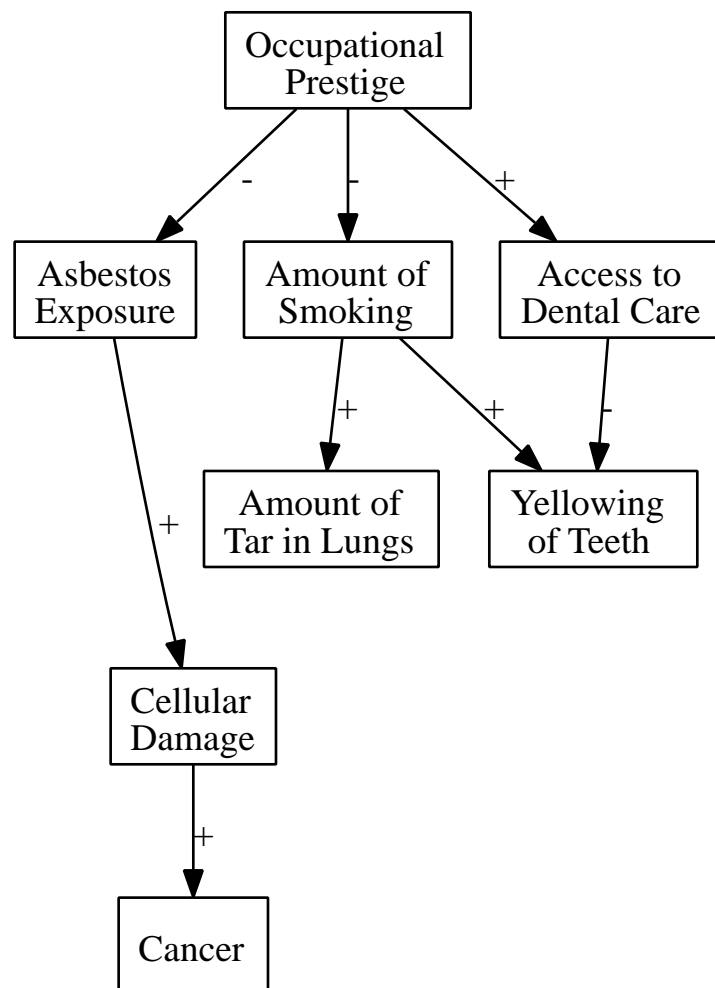 Occupational
Prestige
-
-
+
Asbestos
Exposure
Amount of
Smoking
Access to
Dental Care
+
+
-
Amount of
Tar in Lungs
Yellowing
of Teeth
+
Cellular
Damage
+
Cancer